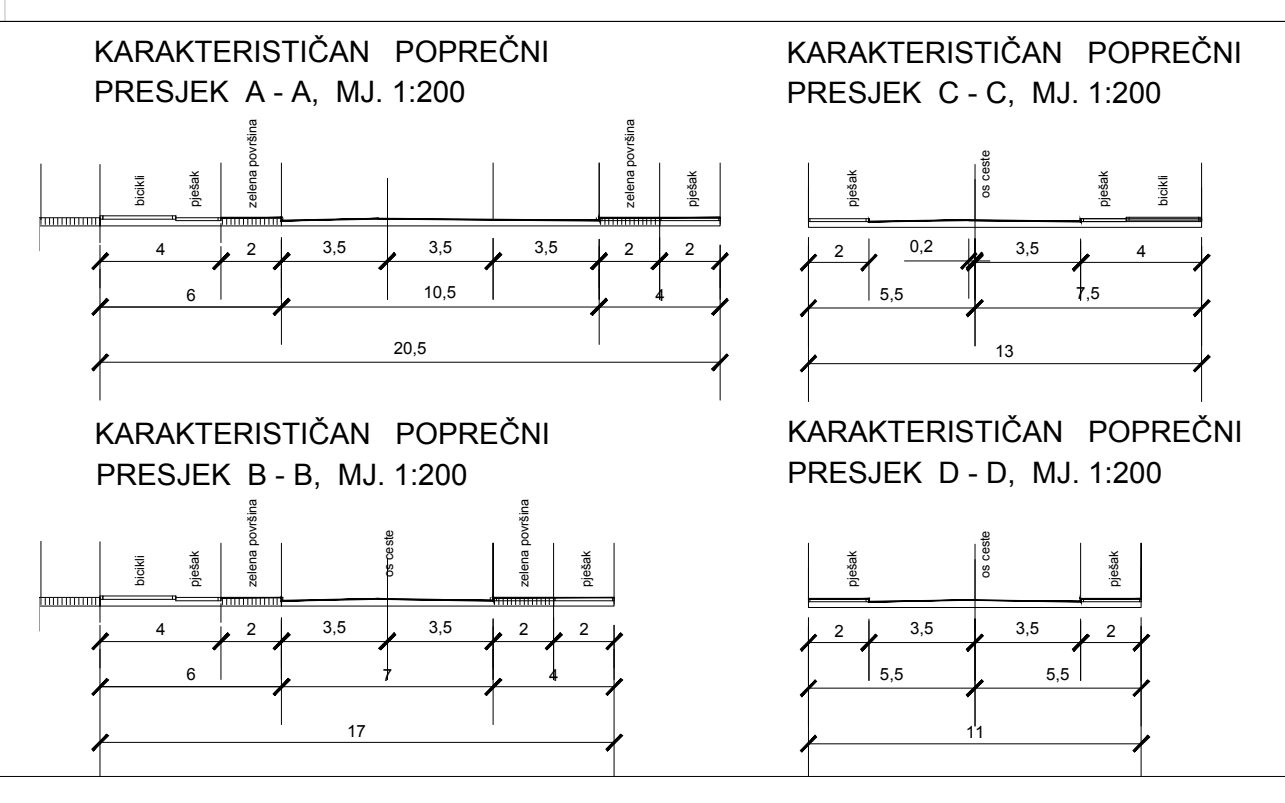 KARAKTERISTIČAN POPREČNI
PRESJEK A - A, MJ. 1:200
bicikli
pješak
zelena površina
zelena površina
pješak
4 2 3,5 3,5 3,5 2 2
6 10,5 4
20,5
KARAKTERISTIČAN POPREČNI
PRESJEK C - C, MJ. 1:200
pješak
os ceste
pješak
bicikli
2 0,2 3,5 4
5,5 7,5
13
KARAKTERISTIČAN POPREČNI
PRESJEK B - B, MJ. 1:200
bicikli
pješak
zelena površina
os ceste
zelena površina
pješak
4 2 3,5 3,5 2 2
6 7 4
17
KARAKTERISTIČAN POPREČNI
PRESJEK D - D, MJ. 1:200
pješak
os ceste
pješak
2 3,5 3,5 2
5,5 5,5
11